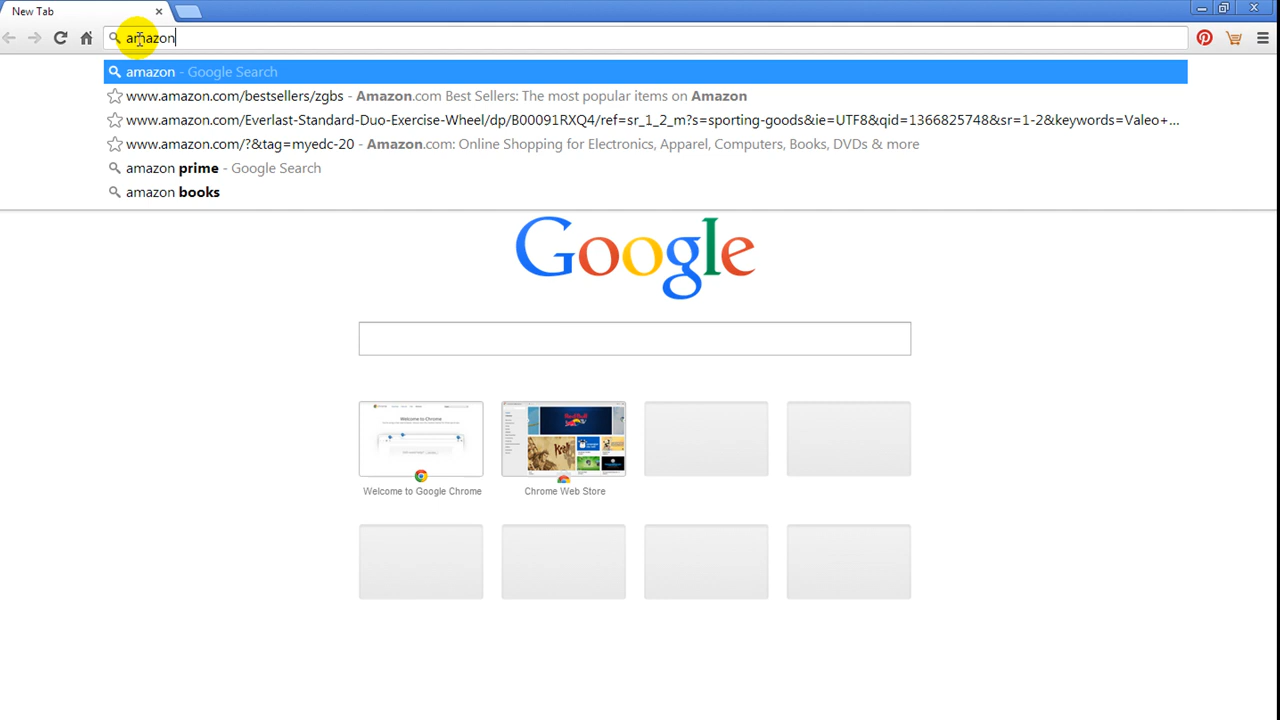 New Tab
amazon
amazon - Google Search
www.amazon.com/bestsellers/zgbs - Amazon.com Best Sellers: The most popular items on Amazon
www.amazon.com/Everlast-Standard-Duo-Exercise-Wheel/dp/B00091RXQ4/ref=sr_1_2_m?s=sporting-goods&ie=UTF8&qid=1366825748&sr=1-2&keywords=Valeo+...
www.amazon.com/?&tag=myedc-20 - Amazon.com: Online Shopping for Electronics, Apparel, Computers, Books, DVDs & more
amazon prime - Google Search
amazon books
Google
Welcome to Chrome
Welcome to Google Chrome
Chrome Web Store